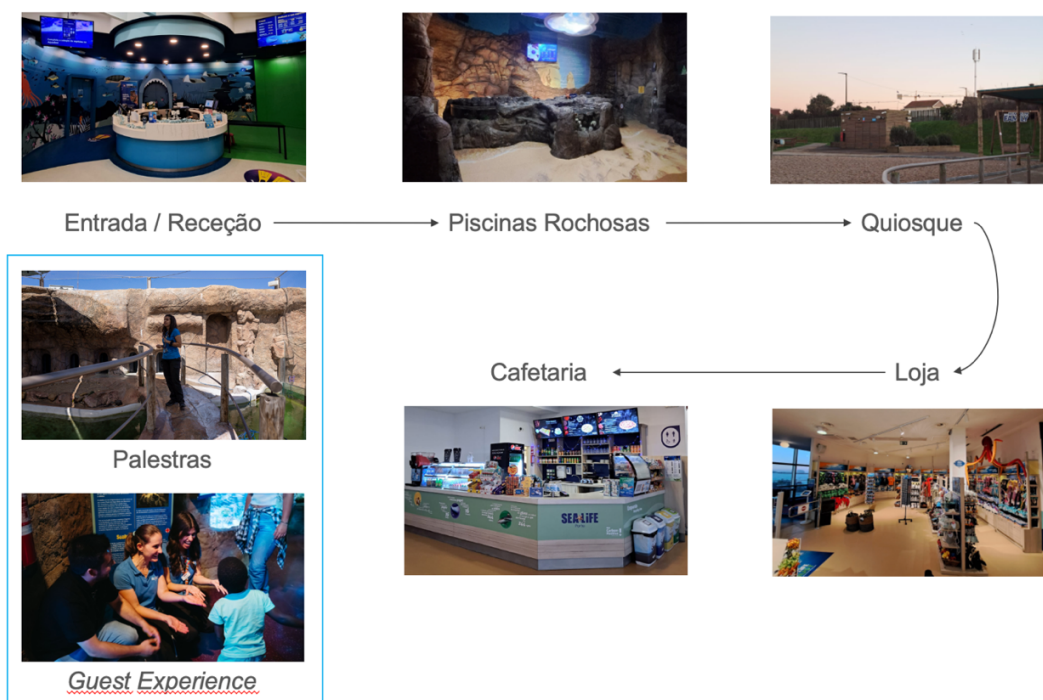 Entrada / Receção
Piscinas Rochosas
Quiosque
Palestras
Cafetaria
Loja
SEA LiFE
Guest Experience